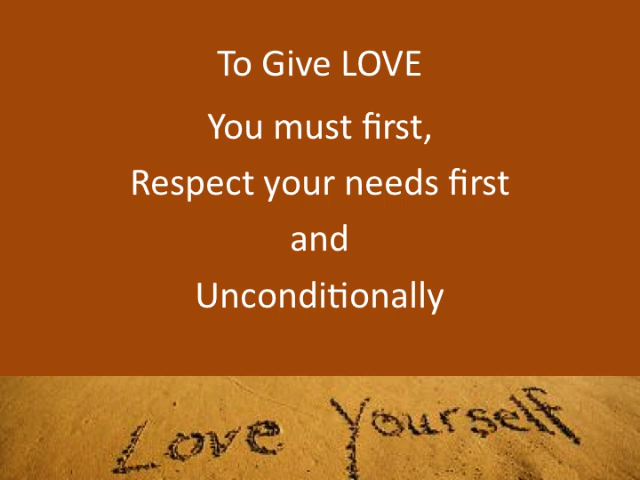 To Give LOVE
You must first,
Respect your needs first
and
Unconditionally
Love Yourself